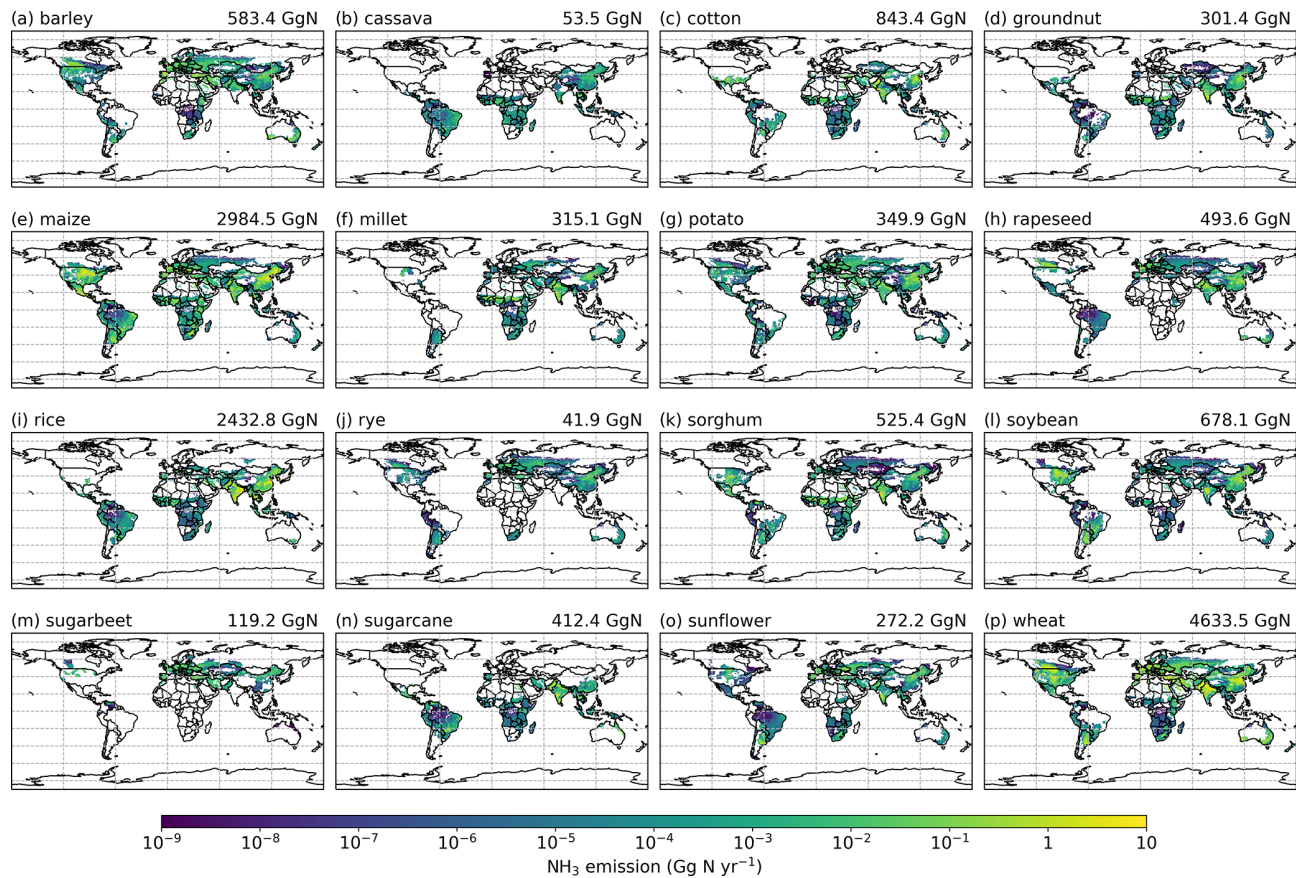 (a) barley 583.4 GgN (b) cassava 53.5 GgN (c) cotton 843.4 GgN (d) groundnut 301.4 GgN
(e) maize 2984.5 GgN (f) millet 315.1 GgN (g) potato 349.9 GgN (h) rapeseed 493.6 GgN
(i) rice 2432.8 GgN (j) rye 41.9 GgN (k) sorghum 525.4 GgN (l) soybean 678.1 GgN
(m) sugarbeet 119.2 GgN (n) sugarcane 412.4 GgN (o) sunflower 272.2 GgN (p) wheat 4633.5 GgN
10⁻⁹ 10⁻⁸ 10⁻⁷ 10⁻⁶ 10⁻⁵ 10⁻⁴ 10⁻³ 10⁻² 10⁻¹ 1 10
NH₃ emission (Gg N yr⁻¹)